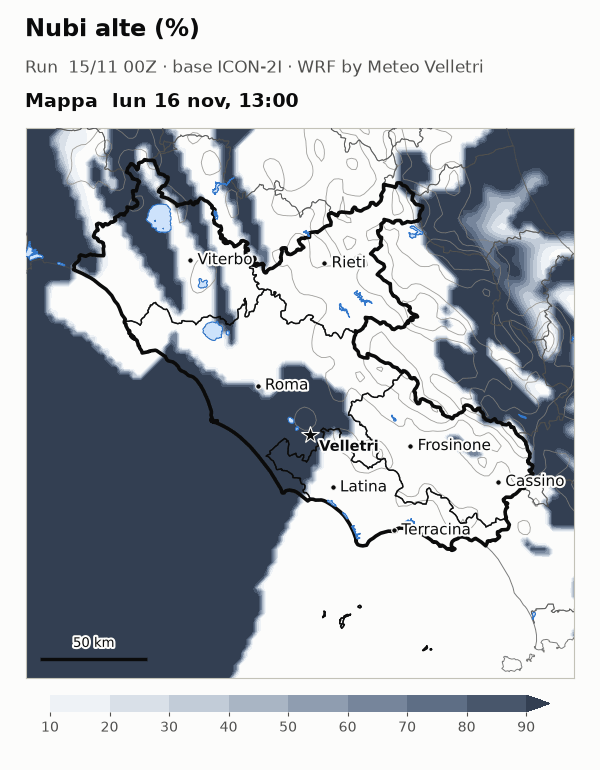 Nubi alte (%)
Run 15/11 00Z · base ICON-2I · WRF by Meteo Velletri
Mappa lun 16 nov, 13:00
Viterbo
Rieti
Roma
Velletri
Frosinone
Cassino
Latina
Terracina
50 km
10 20 30 40 50 60 70 80 90